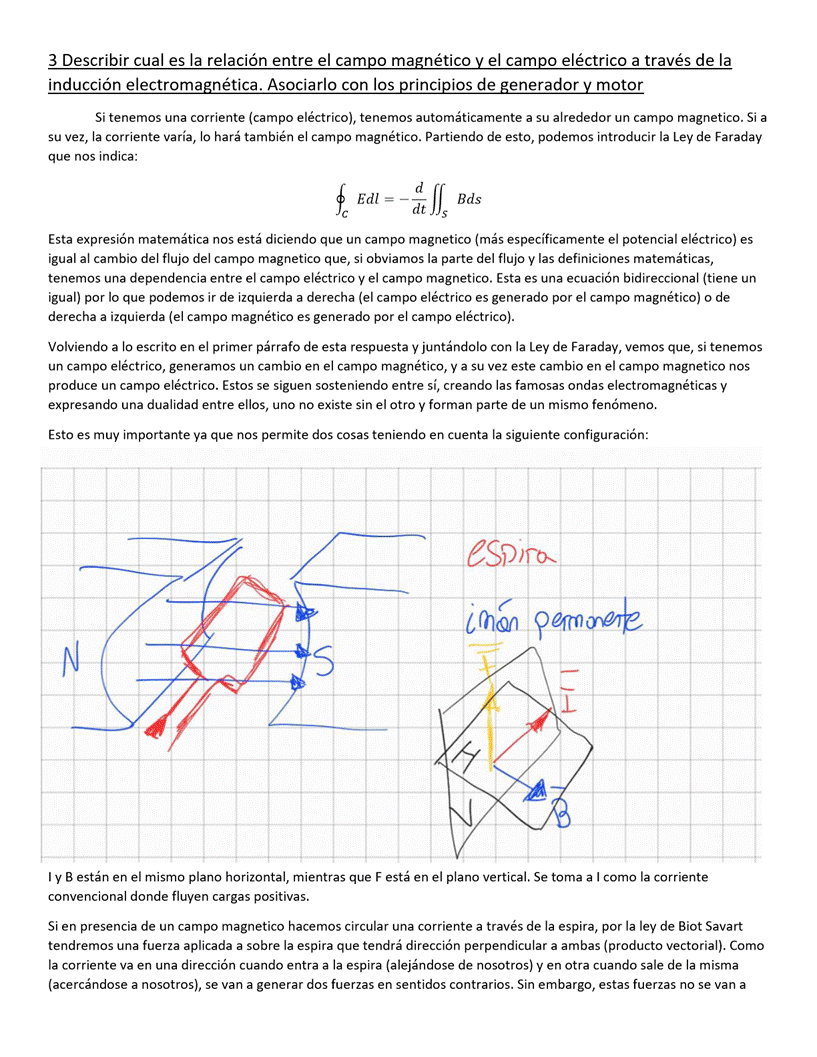 3 Describir cual es la relación entre el campo magnético y el campo eléctrico a través de la
inducción electromagnética. Asociarlo con los principios de generador y motor
Si tenemos una corriente (campo eléctrico), tenemos automáticamente a su alrededor un campo magnetico. Si a
su vez, la corriente varía, lo hará también el campo magnético. Partiendo de esto, podemos introducir la Ley de Faraday
que nos indica:
∮_C Edl = − d/dt ∬_S Bds
Esta expresión matemática nos está diciendo que un campo magnetico (más específicamente el potencial eléctrico) es
igual al cambio del flujo del campo magnetico que, si obviamos la parte del flujo y las definiciones matemáticas,
tenemos una dependencia entre el campo eléctrico y el campo magnetico. Esta es una ecuación bidireccional (tiene un
igual) por lo que podemos ir de izquierda a derecha (el campo eléctrico es generado por el campo magnético) o de
derecha a izquierda (el campo magnético es generado por el campo eléctrico).
Volviendo a lo escrito en el primer párrafo de esta respuesta y juntándolo con la Ley de Faraday, vemos que, si tenemos
un campo eléctrico, generamos un cambio en el campo magnético, y a su vez este cambio en el campo magnetico nos
produce un campo eléctrico. Estos se siguen sosteniendo entre sí, creando las famosas ondas electromagnéticas y
expresando una dualidad entre ellos, uno no existe sin el otro y forman parte de un mismo fenómeno.
Esto es muy importante ya que nos permite dos cosas teniendo en cuenta la siguiente configuración:
espira
imán permanente
N
S
F
I
H
V
B
I y B están en el mismo plano horizontal, mientras que F está en el plano vertical. Se toma a I como la corriente
convencional donde fluyen cargas positivas.
Si en presencia de un campo magnetico hacemos circular una corriente a través de la espira, por la ley de Biot Savart
tendremos una fuerza aplicada a sobre la espira que tendrá dirección perpendicular a ambas (producto vectorial). Como
la corriente va en una dirección cuando entra a la espira (alejándose de nosotros) y en otra cuando sale de la misma
(acercándose a nosotros), se van a generar dos fuerzas en sentidos contrarios. Sin embargo, estas fuerzas no se van a